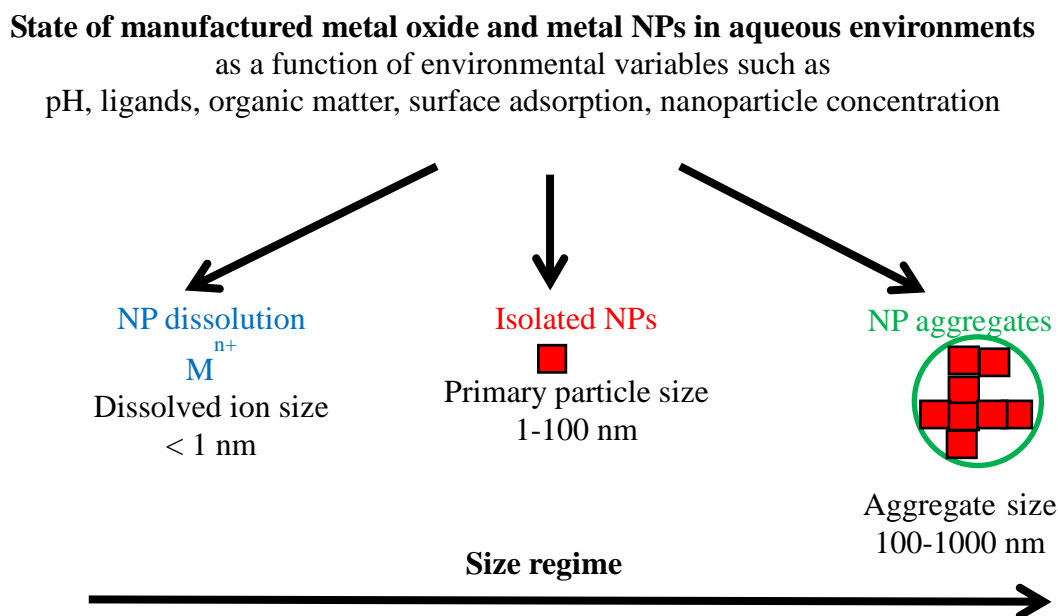 State of manufactured metal oxide and metal NPs in aqueous environments
as a function of environmental variables such as
pH, ligands, organic matter, surface adsorption, nanoparticle concentration
NP dissolution
M^n+
Dissolved ion size
< 1 nm
Isolated NPs
Primary particle size
1-100 nm
NP aggregates
Aggregate size
100-1000 nm
Size regime